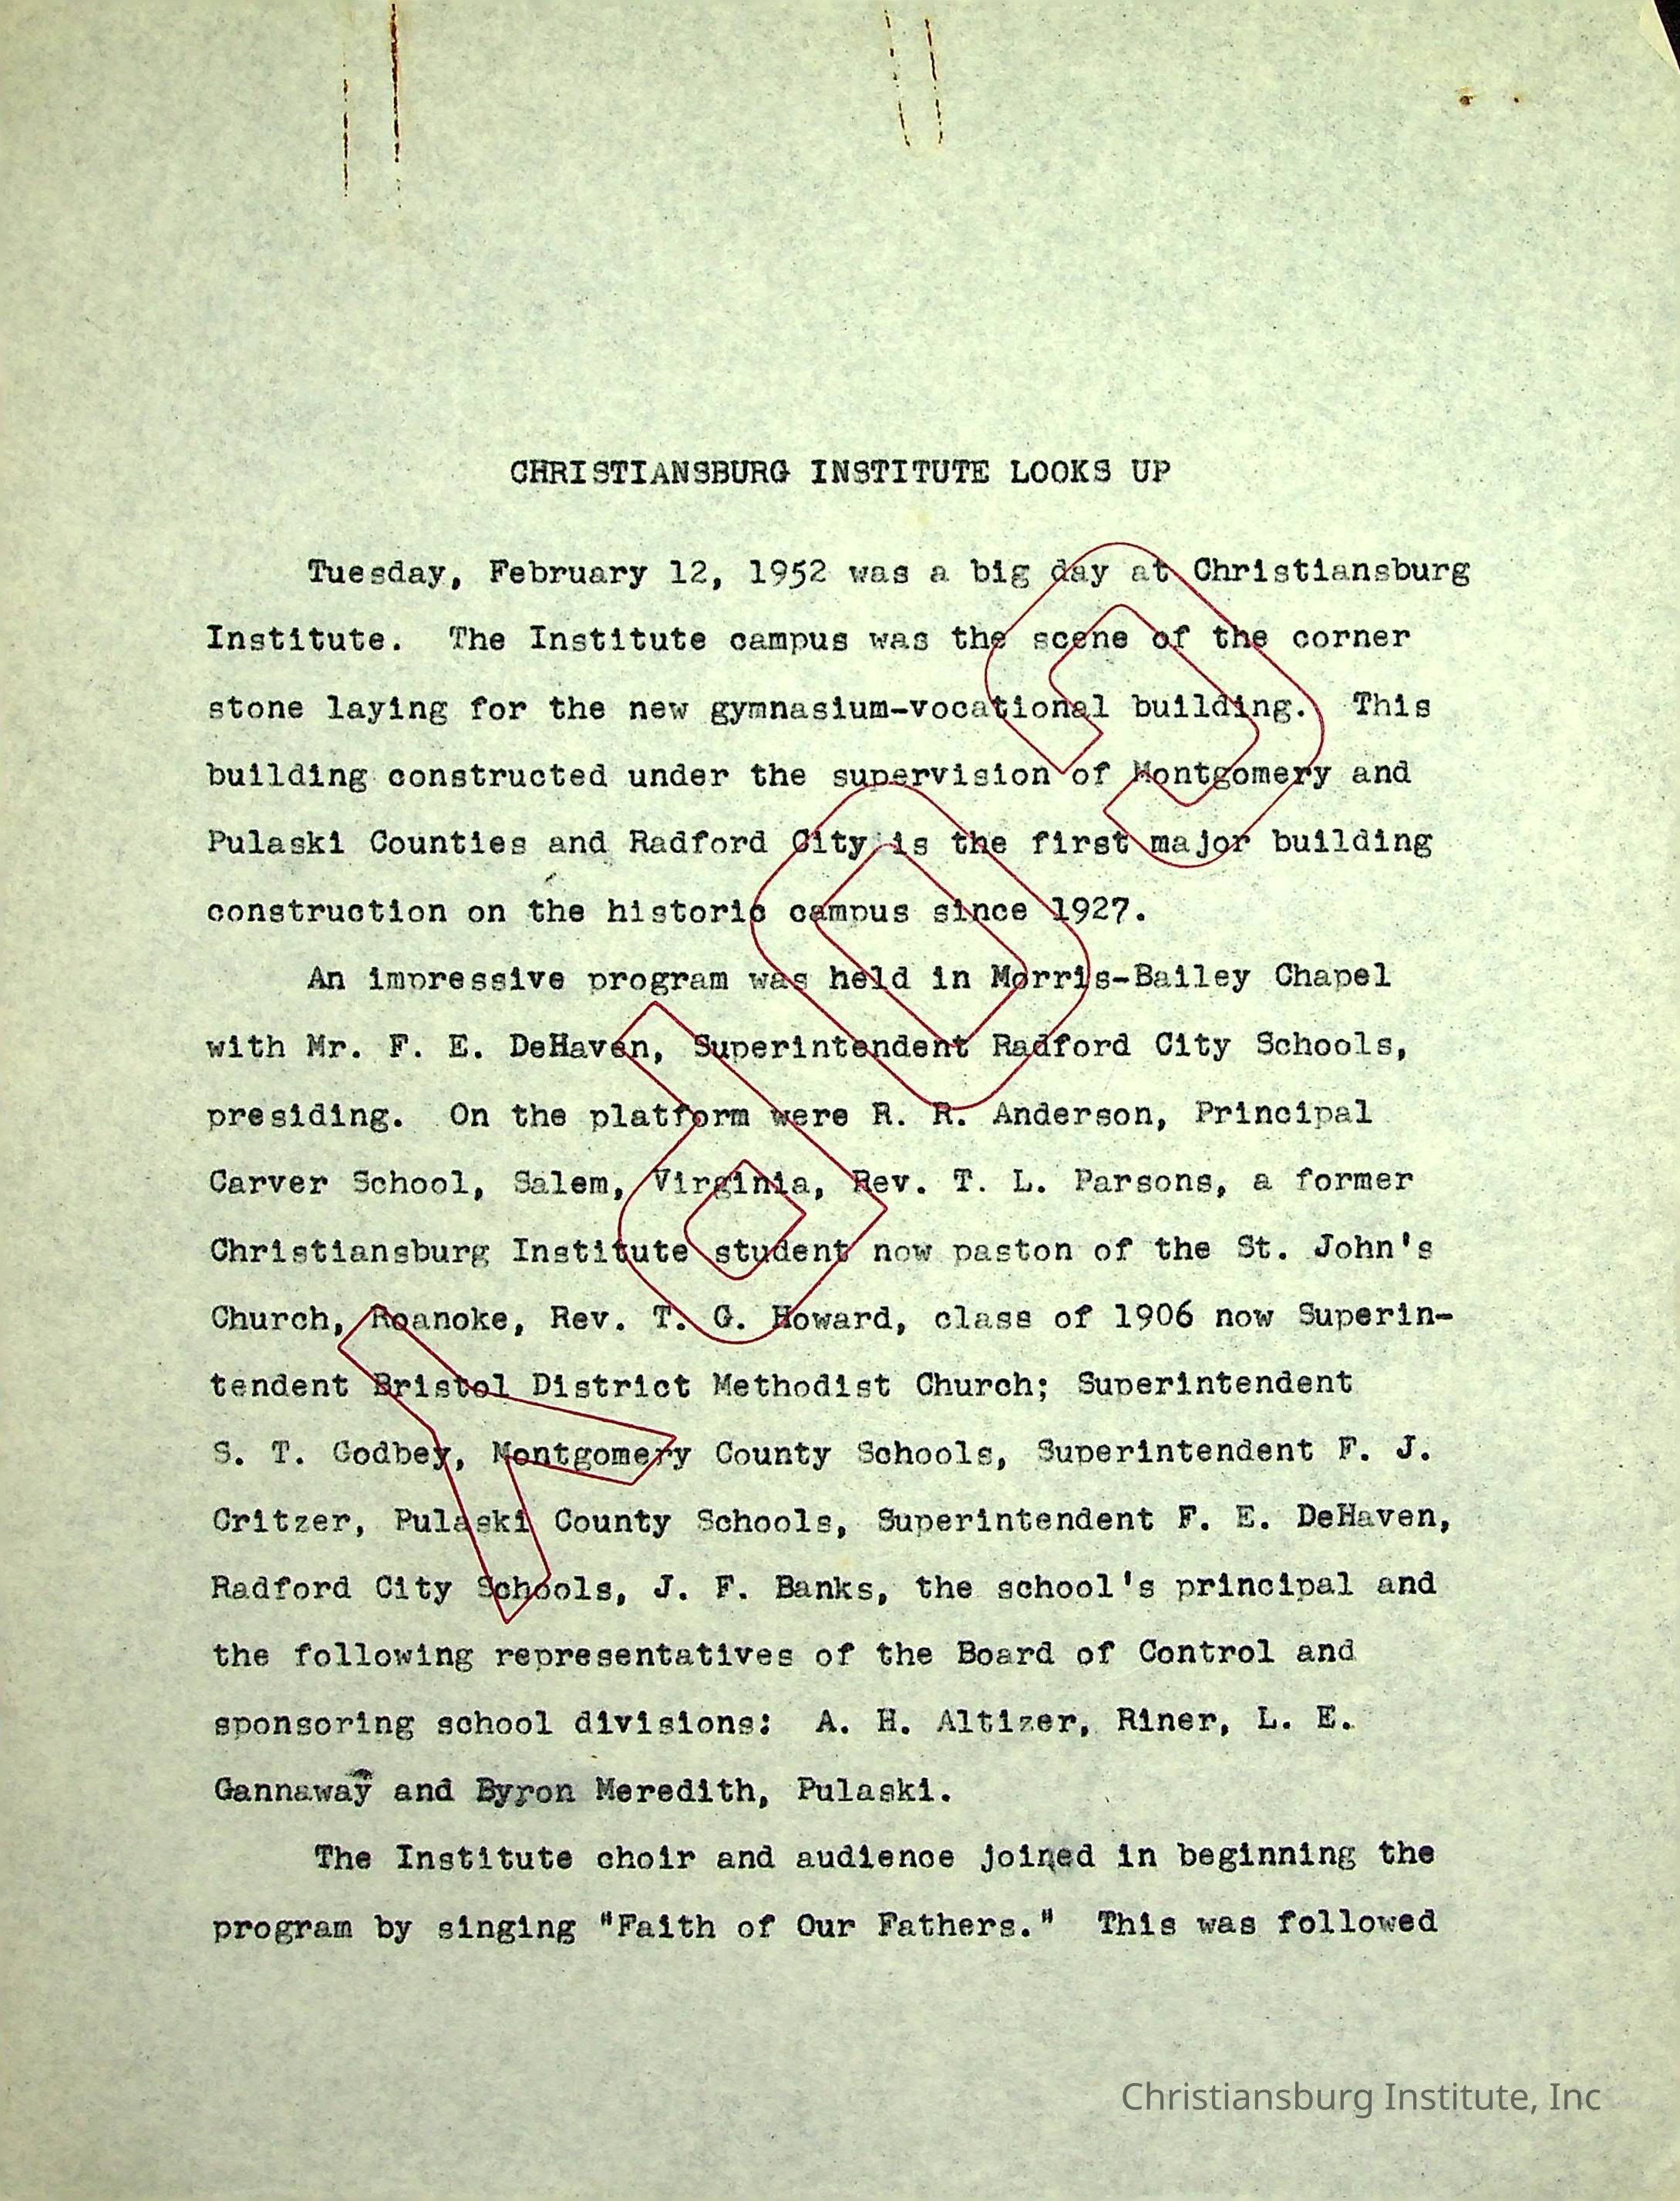 CHRISTIANSBURG INSTITUTE LOOKS UP
Tuesday, February 12, 1952 was a big day at Christiansburg
Institute. The Institute campus was the scene of the corner
stone laying for the new gymnasium-vocational building. This
building constructed under the supervision of Montgomery and
Pulaski Counties and Radford City is the first major building
construction on the historic campus since 1927.
An impressive program was held in Morris-Bailey Chapel
with Mr. F. E. DeHaven, Superintendent Radford City Schools,
presiding. On the platform were R. R. Anderson, Principal
Carver School, Salem, Virginia, Rev. T. L. Parsons, a former
Christiansburg Institute student now paston of the St. John's
Church, Roanoke, Rev. T. G. Howard, class of 1906 now Superin-
tendent Bristol District Methodist Church; Superintendent
S. T. Godbey, Montgomery County Schools, Superintendent F. J.
Critzer, Pulaski County Schools, Superintendent F. E. DeHaven,
Radford City Schools, J. F. Banks, the school's principal and
the following representatives of the Board of Control and
sponsoring school divisions: A. H. Altizer, Riner, L. E.
Gannaway and Byron Meredith, Pulaski.
The Institute choir and audience joined in beginning the
program by singing "Faith of Our Fathers." This was followed
Christiansburg Institute, Inc